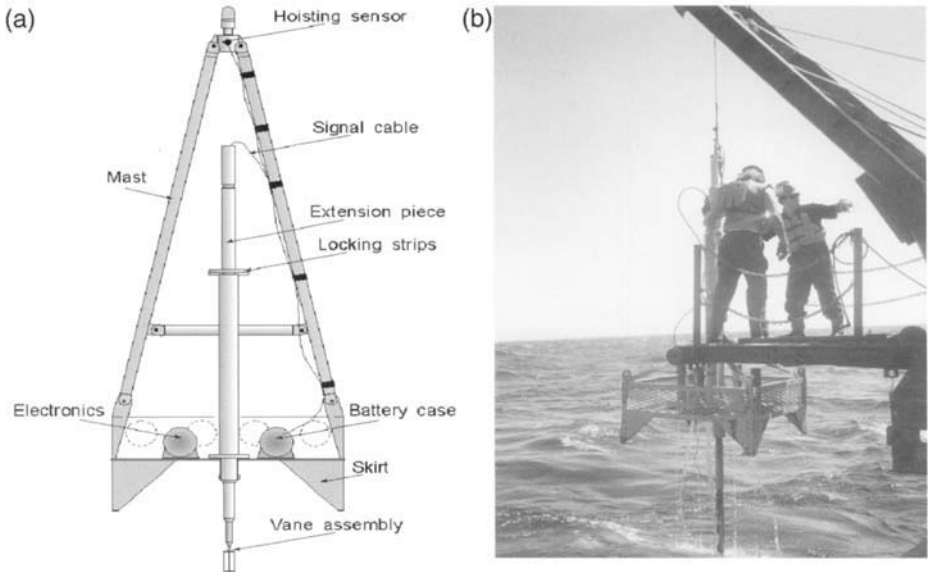 (a)
(b)
Hoisting sensor
Signal cable
Mast
Extension piece
Locking strips
Electronics
Battery case
Skirt
Vane assembly